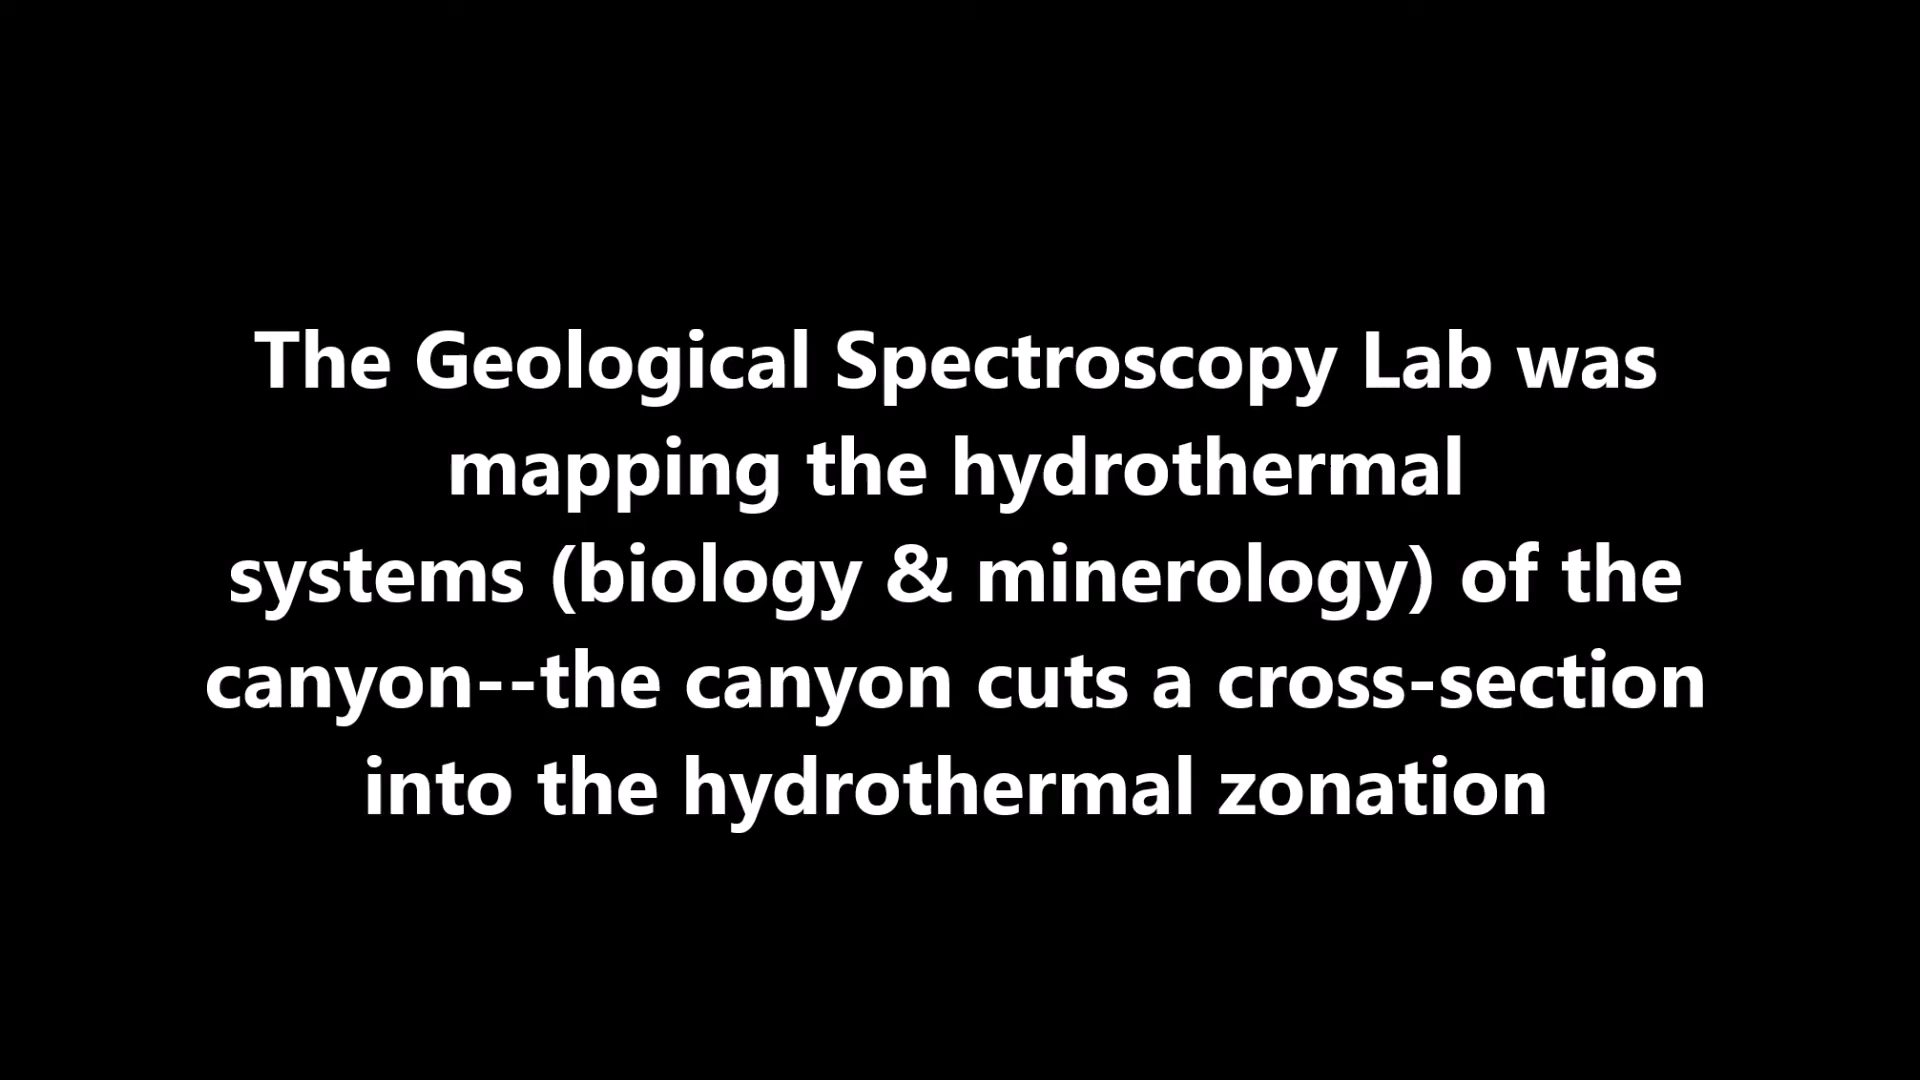 The Geological Spectroscopy Lab was
mapping the hydrothermal
systems (biology & minerology) of the
canyon--the canyon cuts a cross-section
into the hydrothermal zonation